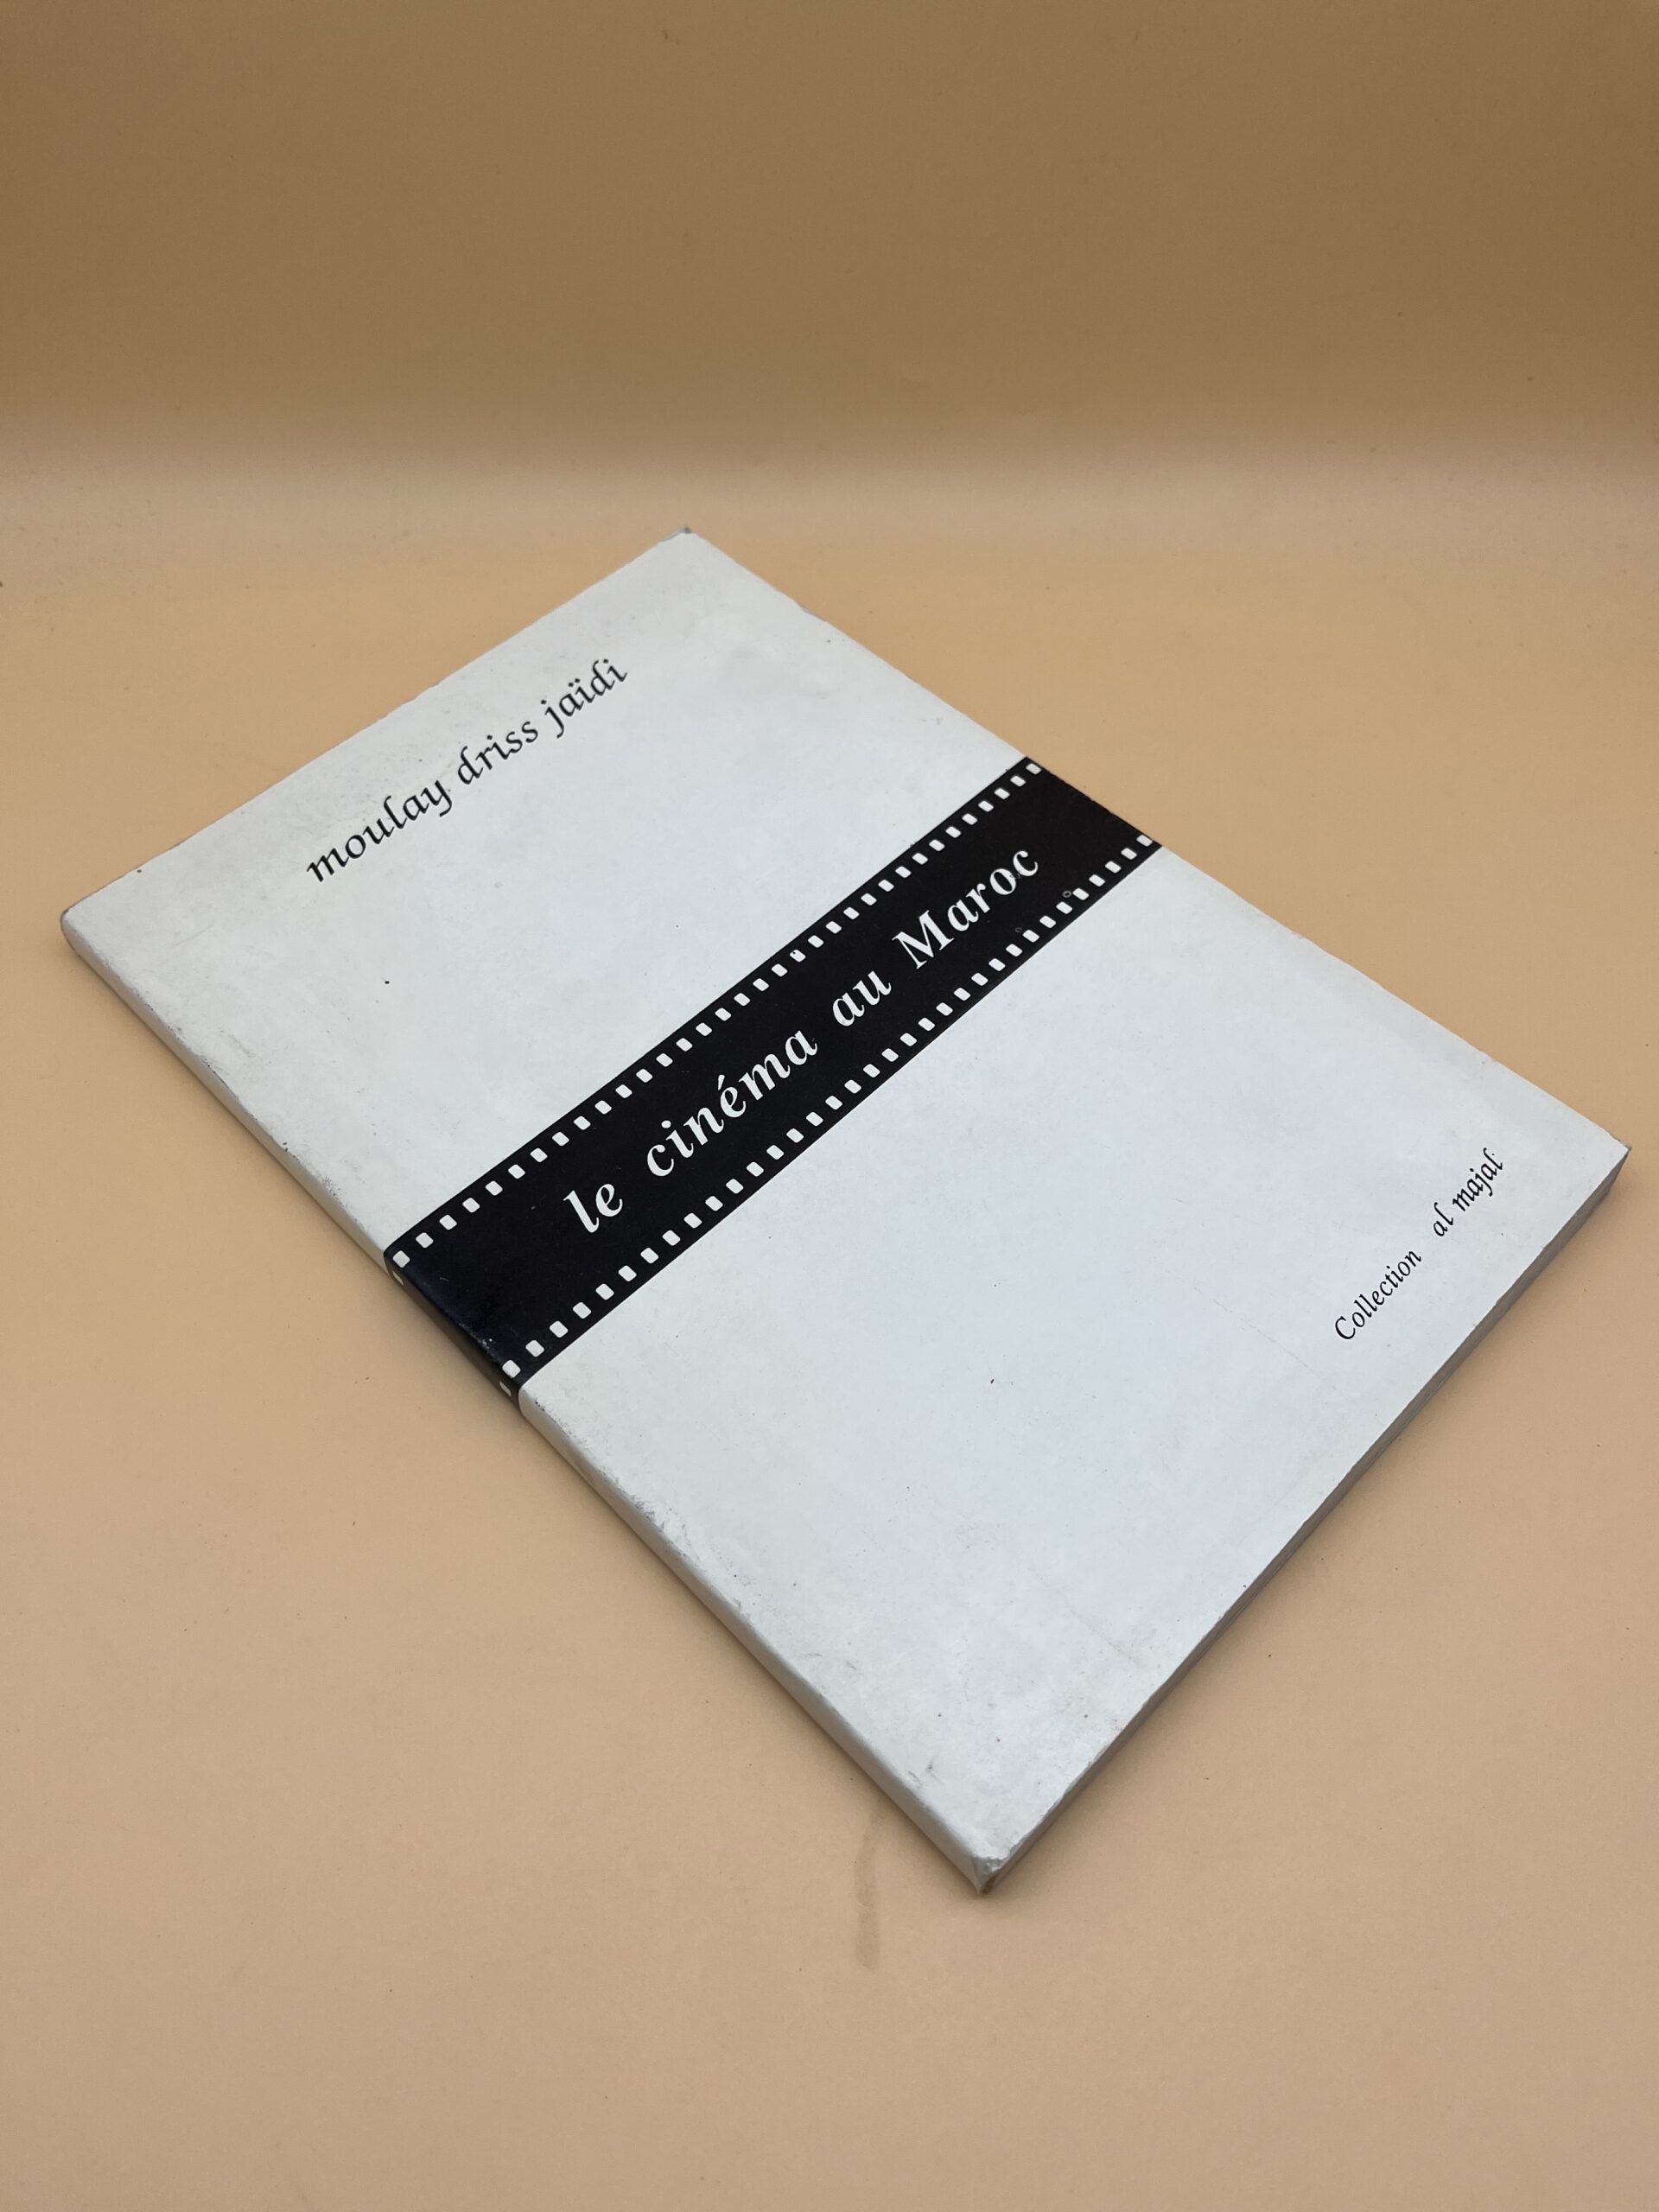 moulay driss jaïdi
le cinéma au Maroc
Collection al majal